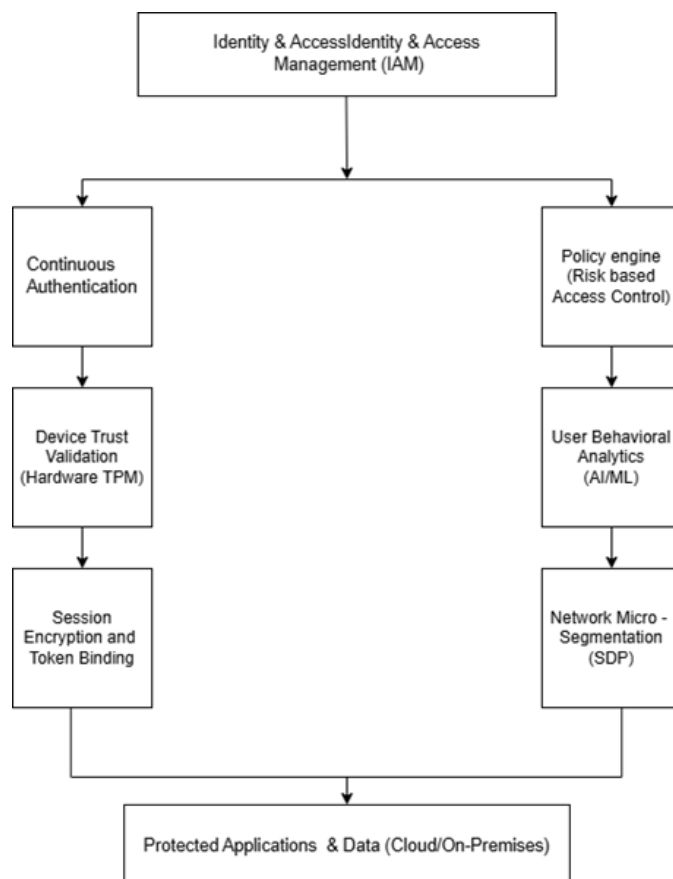 Identity & AccessIdentity & Access
Management (IAM)
Continuous
Authentication
Policy engine
(Risk based
Access Control)
Device Trust
Validation
(Hardware TPM)
User Behavioral
Analytics
(AI/ML)
Session
Encryption and
Token Binding
Network Micro -
Segmentation
(SDP)
Protected Applications & Data (Cloud/On-Premises)